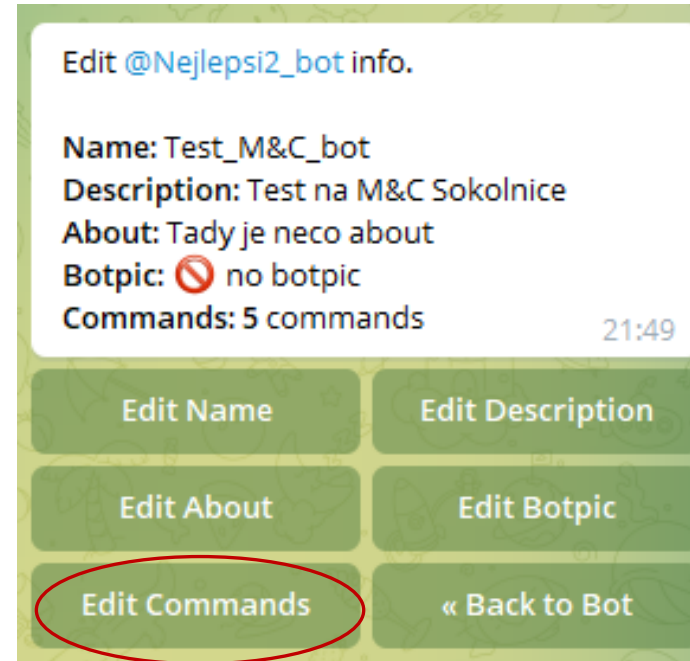 Edit @Nejlepsi2_bot info.
Name: Test_M&C_bot
Description: Test na M&C Sokolnice
About: Tady je neco about
Botpic: 🚫 no botpic
Commands: 5 commands
21:49
Edit Name
Edit Description
Edit About
Edit Botpic
Edit Commands
« Back to Bot